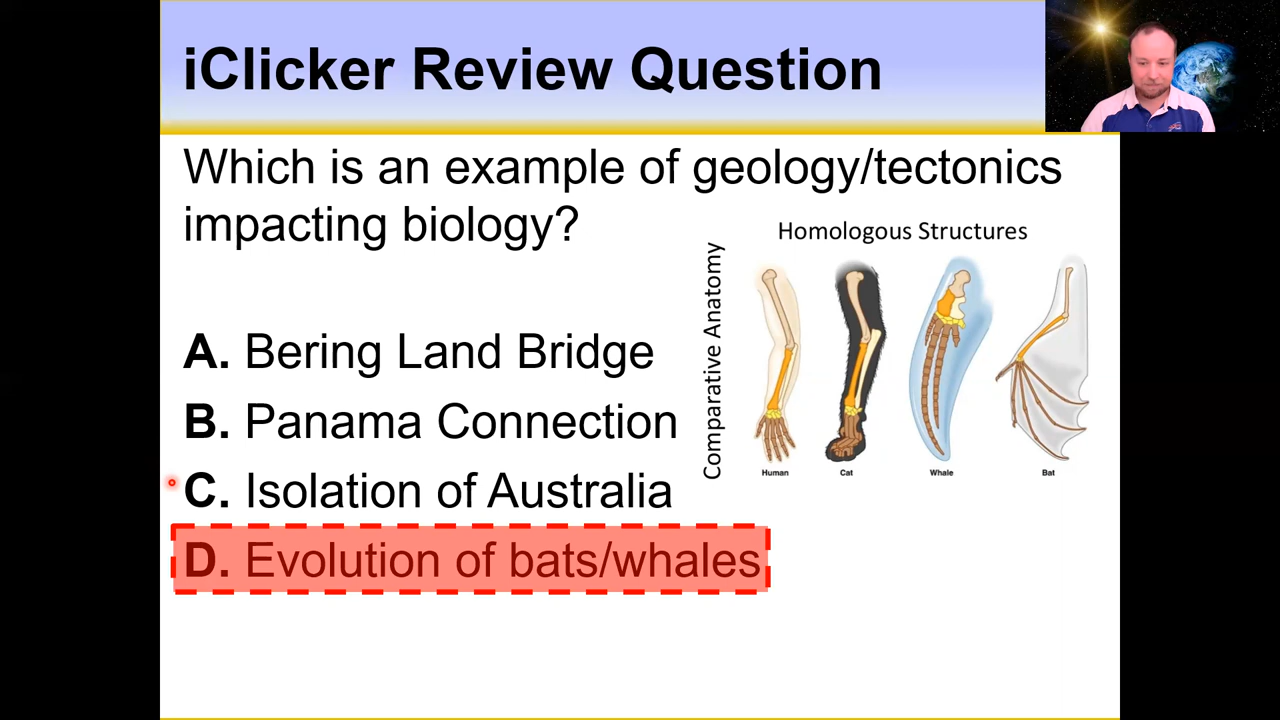 iClicker Review Question
Which is an example of geology/tectonics
impacting biology?
Homologous Structures
Comparative Anatomy
A. Bering Land Bridge
B. Panama Connection
C. Isolation of Australia
D. Evolution of bats/whales
Human Cat Whale Bat